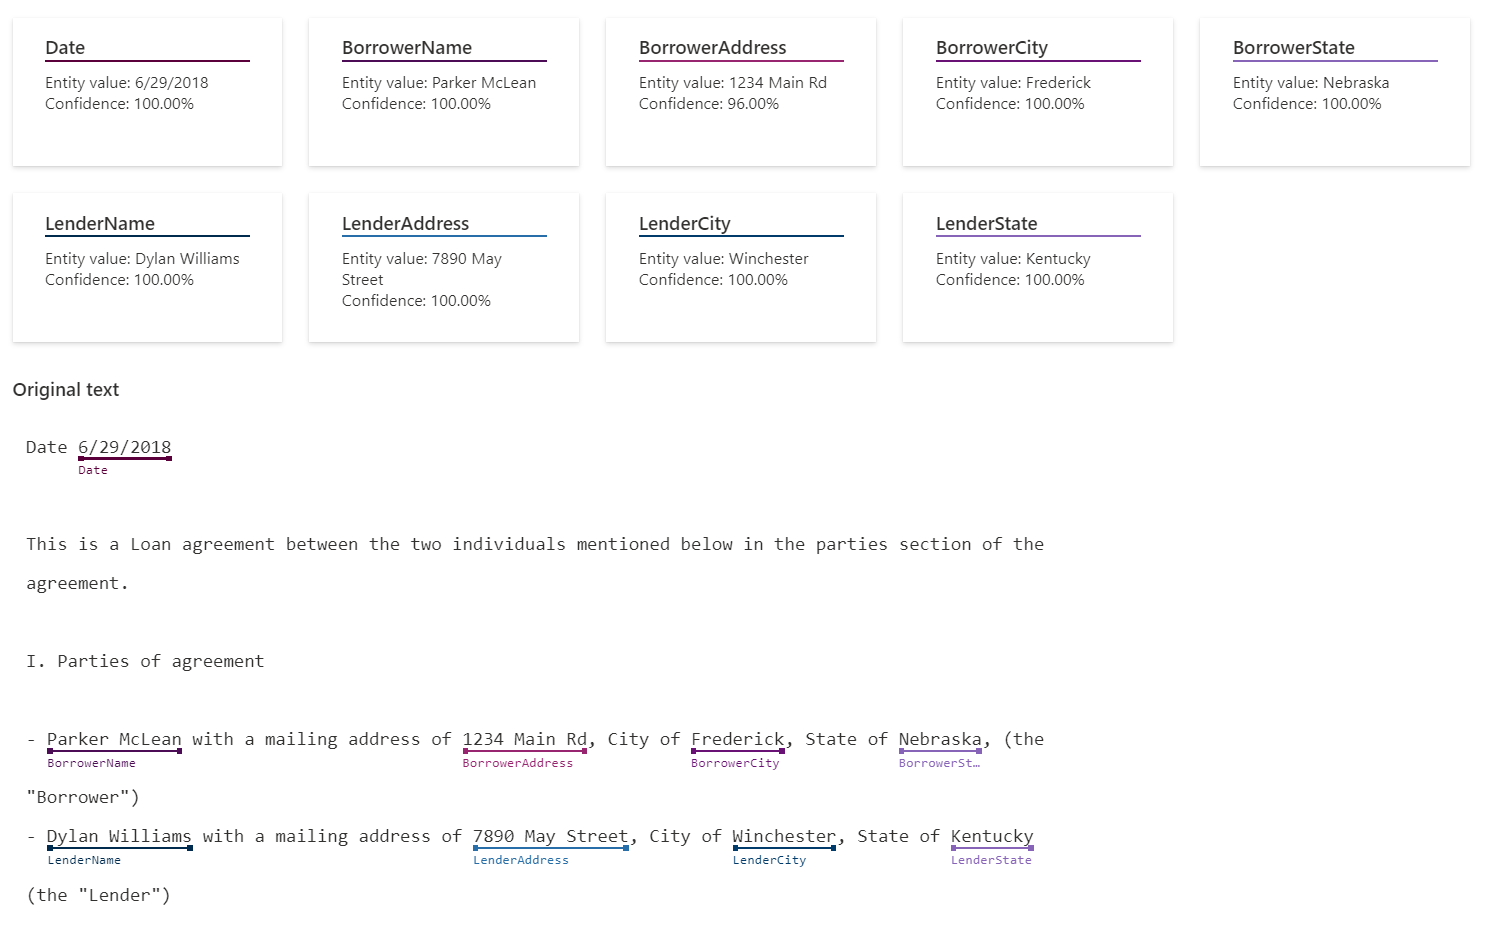 Date
Entity value: 6/29/2018
Confidence: 100.00%
BorrowerName
Entity value: Parker McLean
Confidence: 100.00%
BorrowerAddress
Entity value: 1234 Main Rd
Confidence: 96.00%
BorrowerCity
Entity value: Frederick
Confidence: 100.00%
BorrowerState
Entity value: Nebraska
Confidence: 100.00%
LenderName
Entity value: Dylan Williams
Confidence: 100.00%
LenderAddress
Entity value: 7890 May
Street
Confidence: 100.00%
LenderCity
Entity value: Winchester
Confidence: 100.00%
LenderState
Entity value: Kentucky
Confidence: 100.00%
Original text
Date 6/29/2018
Date
This is a Loan agreement between the two individuals mentioned below in the parties section of the
agreement.
I. Parties of agreement
- Parker McLean with a mailing address of 1234 Main Rd, City of Frederick, State of Nebraska, (the
BorrowerName BorrowerAddress BorrowerCity BorrowerSt…
"Borrower")
- Dylan Williams with a mailing address of 7890 May Street, City of Winchester, State of Kentucky
LenderName LenderAddress LenderCity LenderState
(the "Lender")